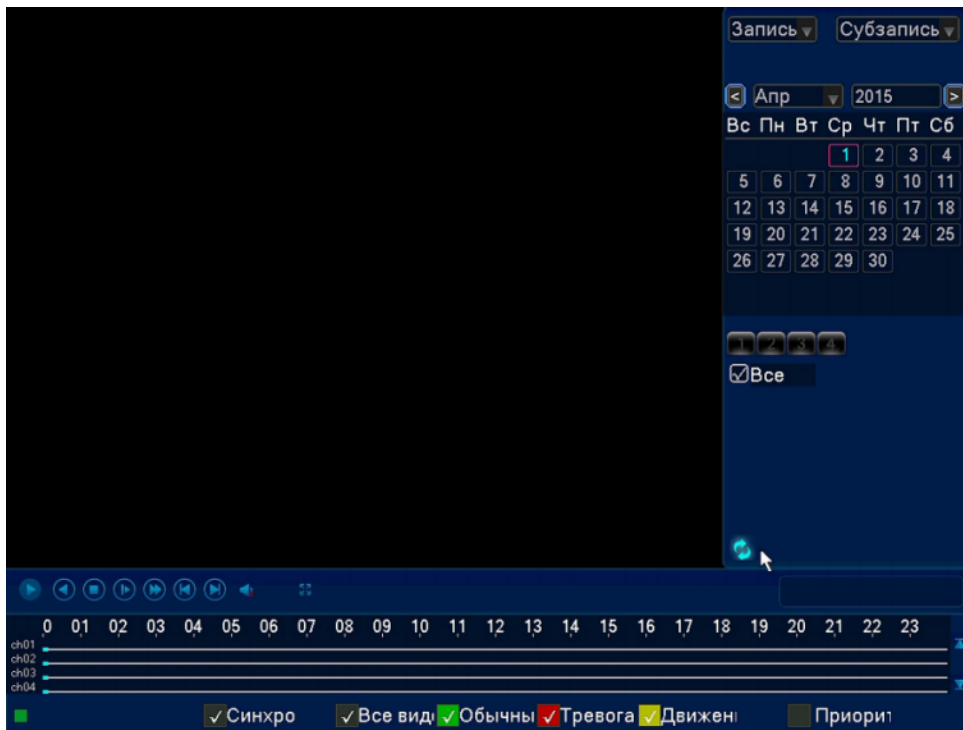 Запись Субзапись
< Апр 2015 >
Вс Пн Вт Ср Чт Пт Сб
1 2 3 4
5 6 7 8 9 10 11
12 13 14 15 16 17 18
19 20 21 22 23 24 25
26 27 28 29 30
1 2 3 4
Все
0 01 02 03 04 05 06 07 08 09 10 11 12 13 14 15 16 17 18 19 20 21 22 23
ch01
ch02
ch03
ch04
Синхро Все вид Обычны Тревога Движен Приорит